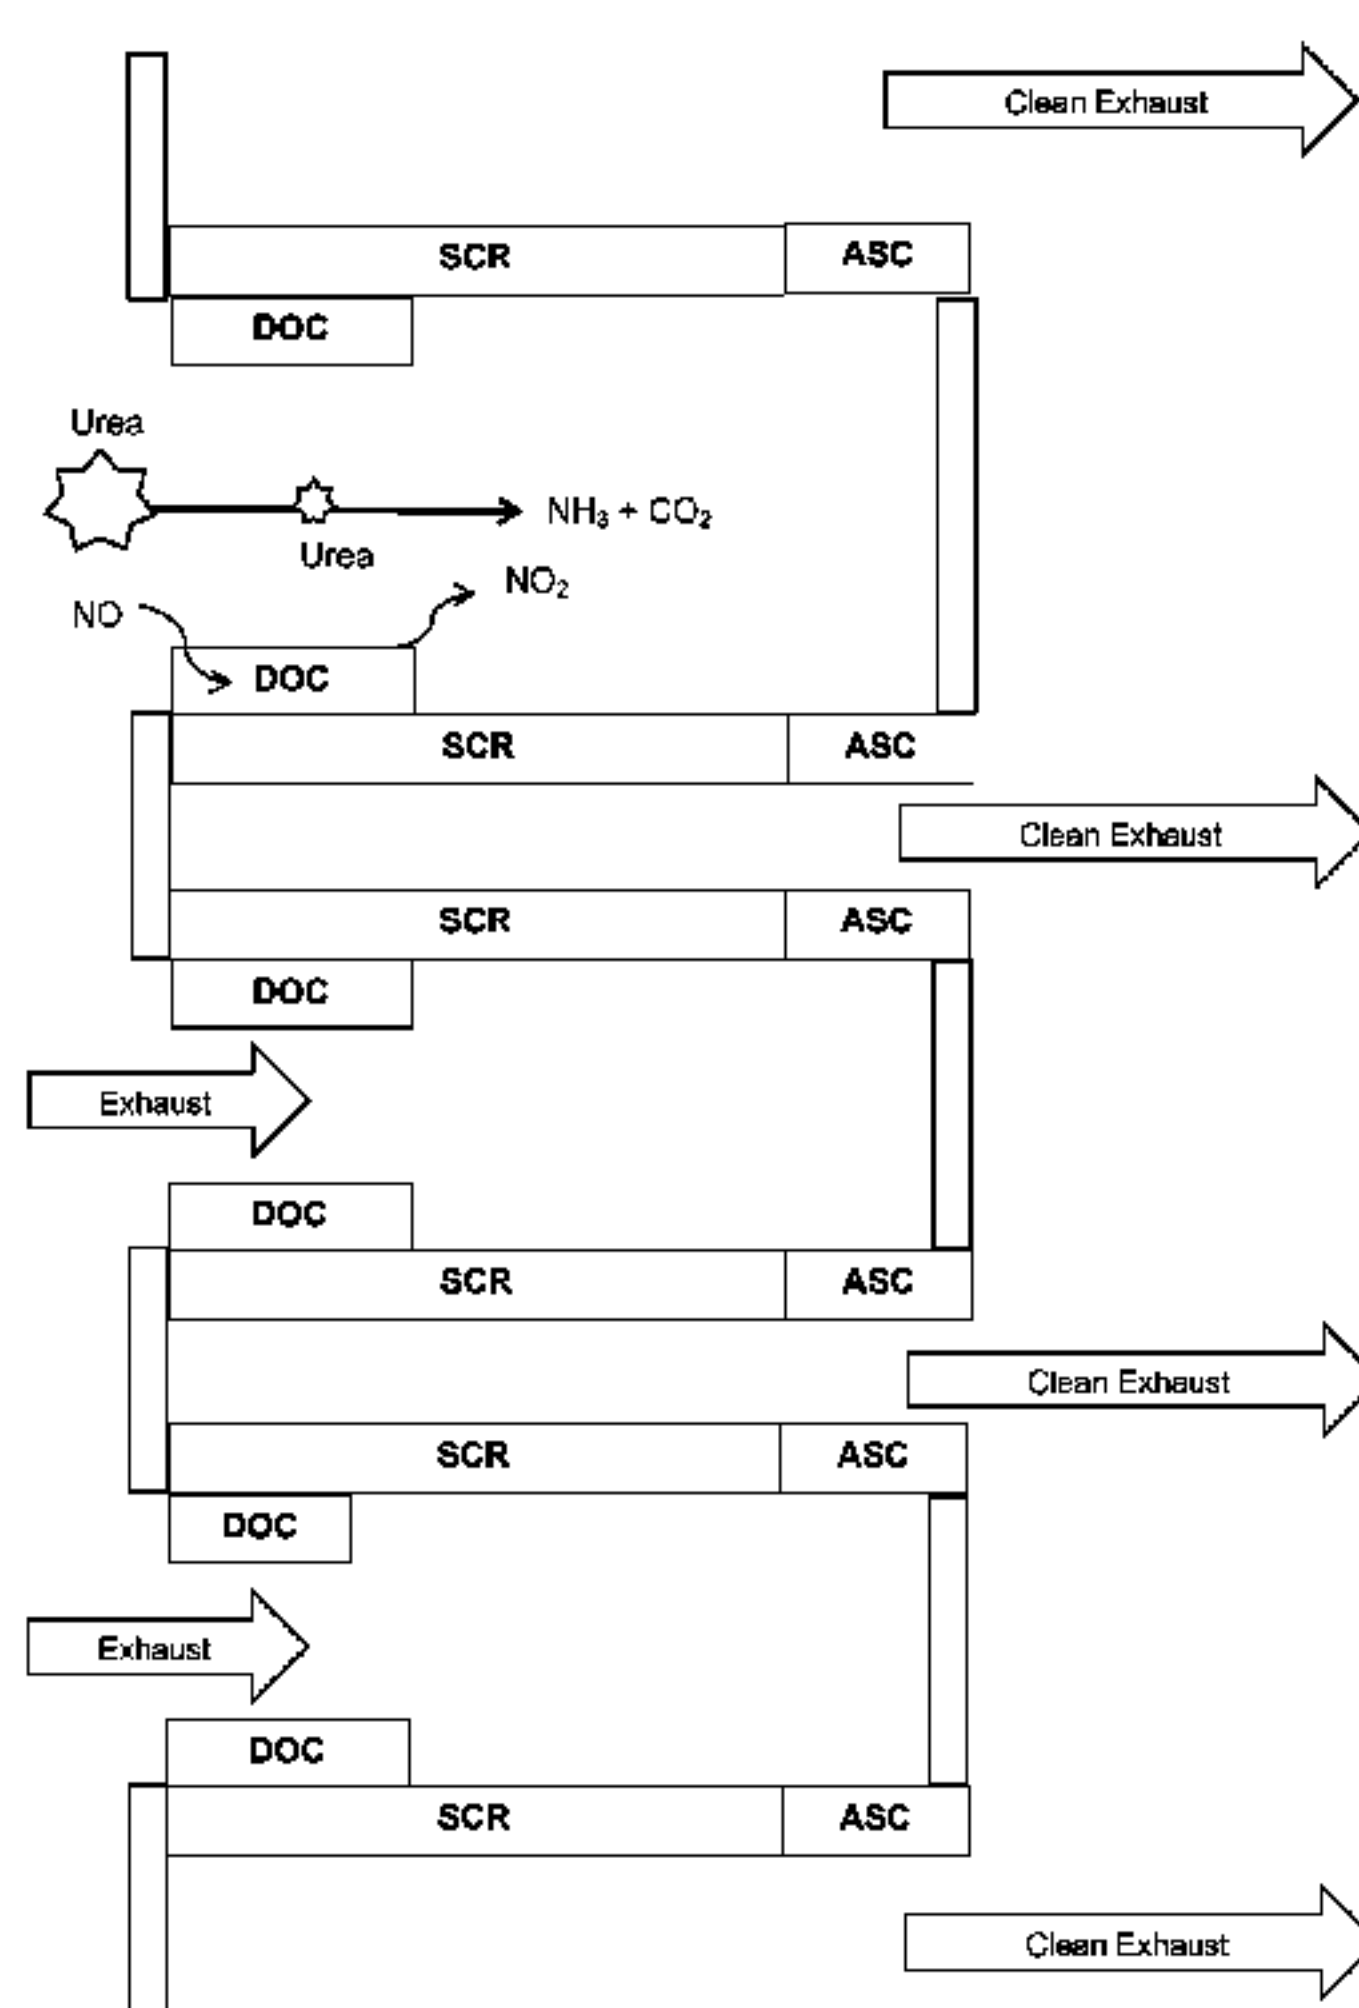 Clean Exhaust
SCR ASC
DOC
Urea
NH₃ + CO₂
Urea
NO₂
NO
DOC
SCR ASC
Clean Exhaust
SCR ASC
DOC
Exhaust
DOC
SCR ASC
Clean Exhaust
SCR ASC
DOC
Exhaust
DOC
SCR ASC
Clean Exhaust